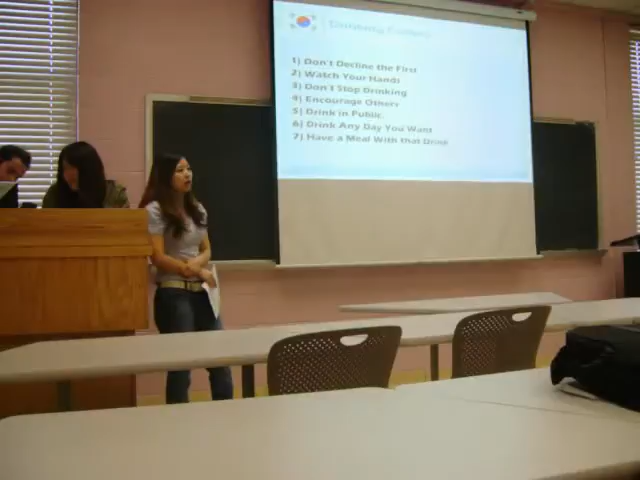 1) Don't Decline the First
2) Watch Your Hands
3) Don't Stop Drinking
4) Encourage Others
5) Drink in Public.
6) Drink Any Day You Want
7) Have a Meal With that Drink